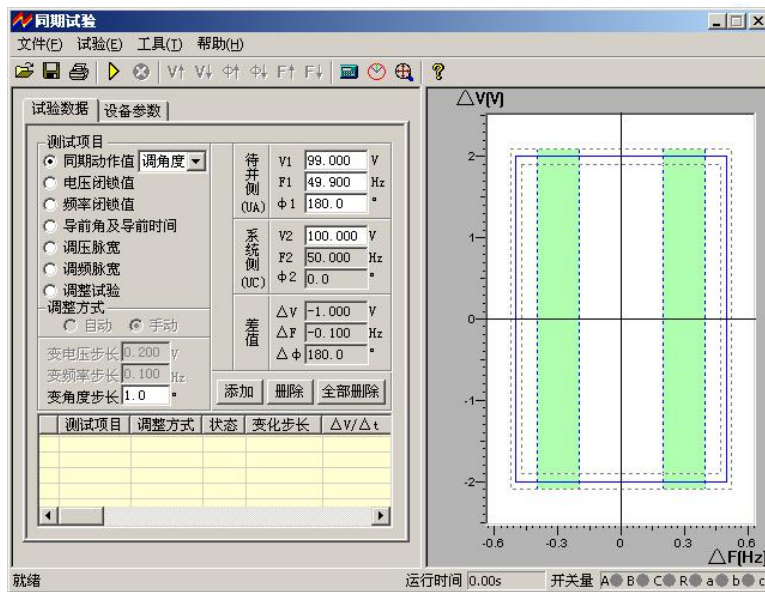 同期试验
文件(F) 试验(E) 工具(T) 帮助(H)
V↑ V↓ Φ↑ Φ↓ F↑ F↓ ?
试验数据 设备参数
测试项目
同期动作值 调角度
电压闭锁值
频率闭锁值
导前角及导前时间
调压脉宽
调频脉宽
调整试验
调整方式
自动 手动
变电压步长 0.200 V
变频率步长 0.100 Hz
变角度步长 1.0 °
待并侧(UA)
V1 99.000 V
F1 49.900 Hz
Φ1 180.0 °
系统侧(UC)
V2 100.000 V
F2 50.000 Hz
Φ2 0.0 °
差值
△V -1.000 V
△F -0.100 Hz
△Φ 180.0 °
添加 删除 全部删除
测试项目 调整方式 状态 变化步长 △V/△t
△V(V)
2
1
0
-1
-2
-0.6 -0.3 0 0.3 0.6
△F(Hz)
就绪 运行时间 0.00s 开关量 A B C R a b c